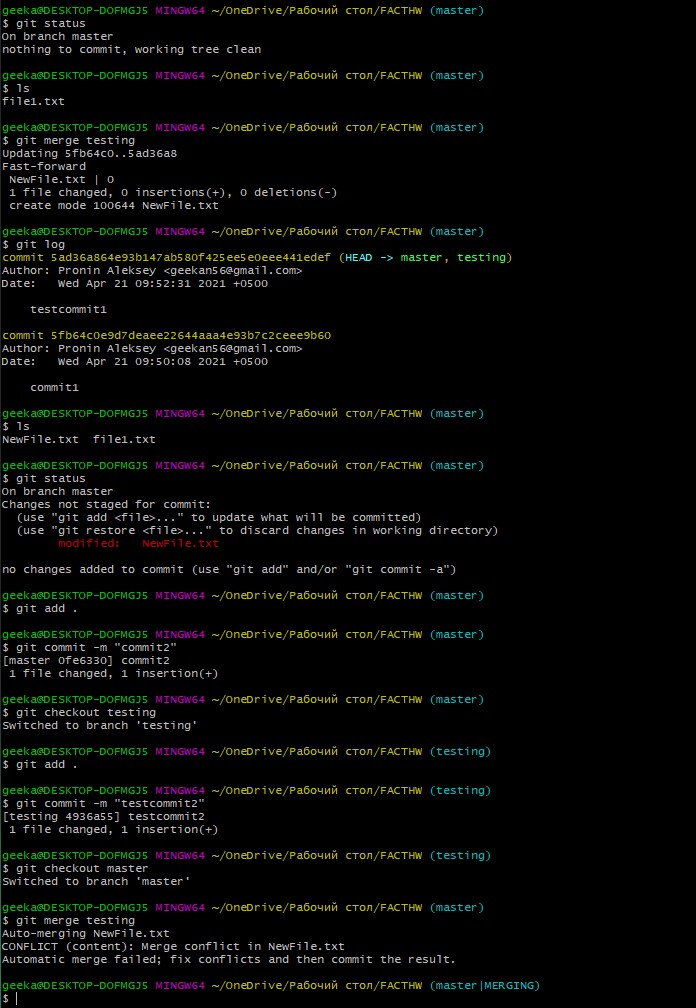 geeka@DESKTOP-DOFMGJ5 MINGW64 ~/OneDrive/Рабочий стол/FACTHW (master)
$ git status
On branch master
nothing to commit, working tree clean
geeka@DESKTOP-DOFMGJ5 MINGW64 ~/OneDrive/Рабочий стол/FACTHW (master)
$ ls
file1.txt
geeka@DESKTOP-DOFMGJ5 MINGW64 ~/OneDrive/Рабочий стол/FACTHW (master)
$ git merge testing
Updating 5fb64c0..5ad36a8
Fast-forward
 NewFile.txt | 0
 1 file changed, 0 insertions(+), 0 deletions(-)
 create mode 100644 NewFile.txt
geeka@DESKTOP-DOFMGJ5 MINGW64 ~/OneDrive/Рабочий стол/FACTHW (master)
$ git log
commit 5ad36a864e93b147ab580f425ee5e0eee441edef (HEAD -> master, testing)
Author: Pronin Aleksey <geekan56@gmail.com>
Date:   Wed Apr 21 09:52:31 2021 +0500
    testcommit1
commit 5fb64c0e9d7deaee22644aaa4e93b7c2ceee9b60
Author: Pronin Aleksey <geekan56@gmail.com>
Date:   Wed Apr 21 09:50:08 2021 +0500
    commit1
geeka@DESKTOP-DOFMGJ5 MINGW64 ~/OneDrive/Рабочий стол/FACTHW (master)
$ ls
NewFile.txt  file1.txt
geeka@DESKTOP-DOFMGJ5 MINGW64 ~/OneDrive/Рабочий стол/FACTHW (master)
$ git status
On branch master
Changes not staged for commit:
  (use "git add <file>..." to update what will be committed)
  (use "git restore <file>..." to discard changes in working directory)
        modified:   NewFile.txt
no changes added to commit (use "git add" and/or "git commit -a")
geeka@DESKTOP-DOFMGJ5 MINGW64 ~/OneDrive/Рабочий стол/FACTHW (master)
$ git add .
geeka@DESKTOP-DOFMGJ5 MINGW64 ~/OneDrive/Рабочий стол/FACTHW (master)
$ git commit -m "commit2"
[master 0fe6330] commit2
 1 file changed, 1 insertion(+)
geeka@DESKTOP-DOFMGJ5 MINGW64 ~/OneDrive/Рабочий стол/FACTHW (master)
$ git checkout testing
Switched to branch 'testing'
geeka@DESKTOP-DOFMGJ5 MINGW64 ~/OneDrive/Рабочий стол/FACTHW (testing)
$ git add .
geeka@DESKTOP-DOFMGJ5 MINGW64 ~/OneDrive/Рабочий стол/FACTHW (testing)
$ git commit -m "testcommit2"
[testing 4936a55] testcommit2
 1 file changed, 1 insertion(+)
geeka@DESKTOP-DOFMGJ5 MINGW64 ~/OneDrive/Рабочий стол/FACTHW (testing)
$ git checkout master
Switched to branch 'master'
geeka@DESKTOP-DOFMGJ5 MINGW64 ~/OneDrive/Рабочий стол/FACTHW (master)
$ git merge testing
Auto-merging NewFile.txt
CONFLICT (content): Merge conflict in NewFile.txt
Automatic merge failed; fix conflicts and then commit the result.
geeka@DESKTOP-DOFMGJ5 MINGW64 ~/OneDrive/Рабочий стол/FACTHW (master|MERGING)
$